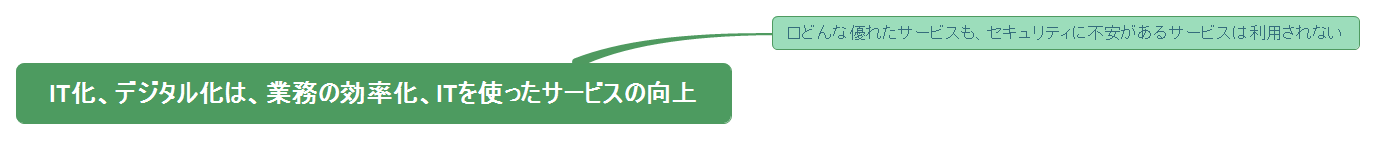 □どんな優れたサービスも、セキュリティに不安があるサービスは利用されない
IT化、デジタル化は、業務の効率化、ITを使ったサービスの向上